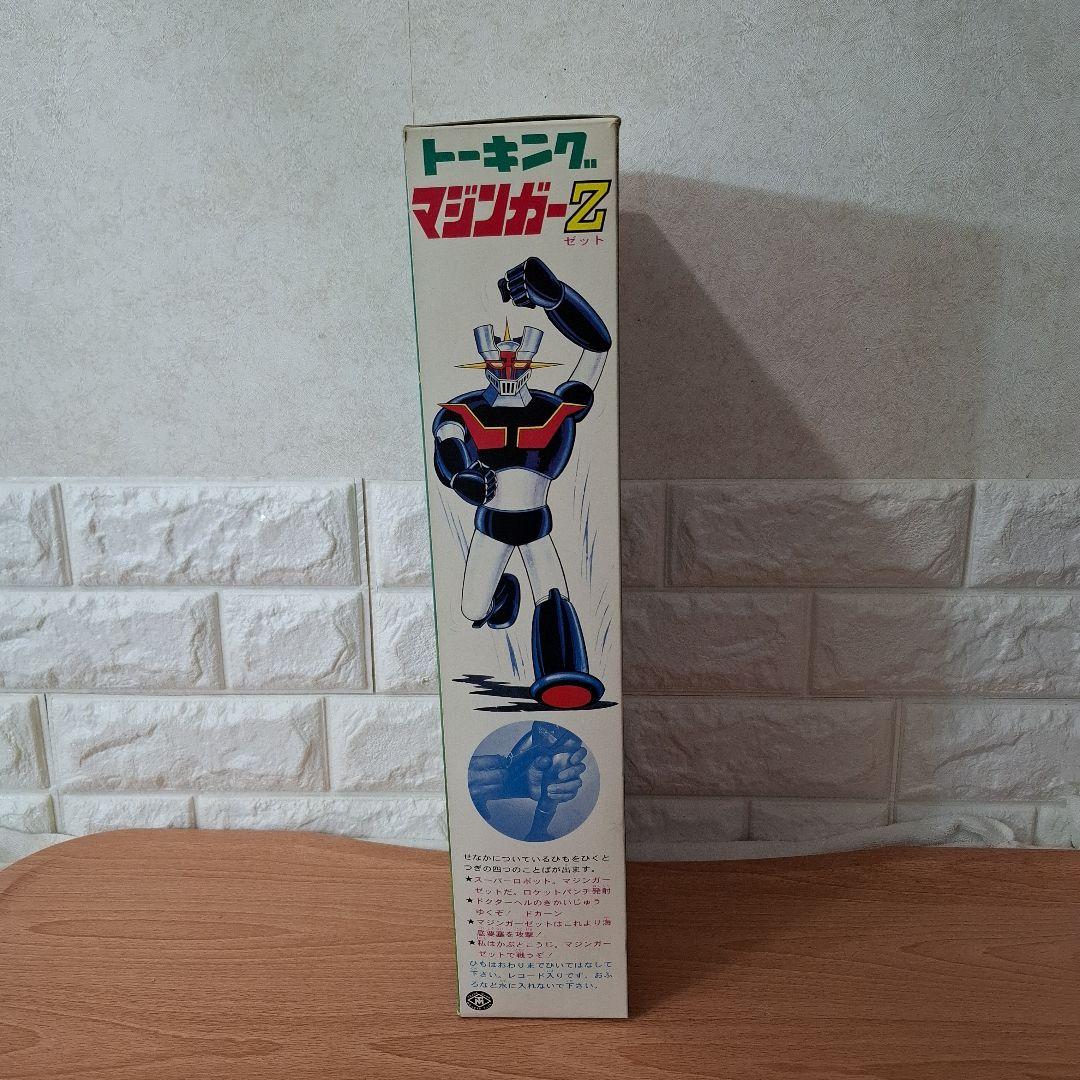 トーキング
マジンガーZ
ゼット
せなかについているひもをひくと
つぎの四つのことばが出ます。
★スーパーロボット。マジンガー
ゼットだ。ロケットパンチ発射
★ドクターヘルのきかいじゅう
ゆくぞ! ドカーン
★マジンガーゼットはこれより海
底要塞を攻撃!
★私はかぶとこうじ。マジンガー
ゼットで戦うぞ!
ひもはおわりまでひいてはなして
下さい。レコード入りです。おふ
ろなど水に入れないで下さい。